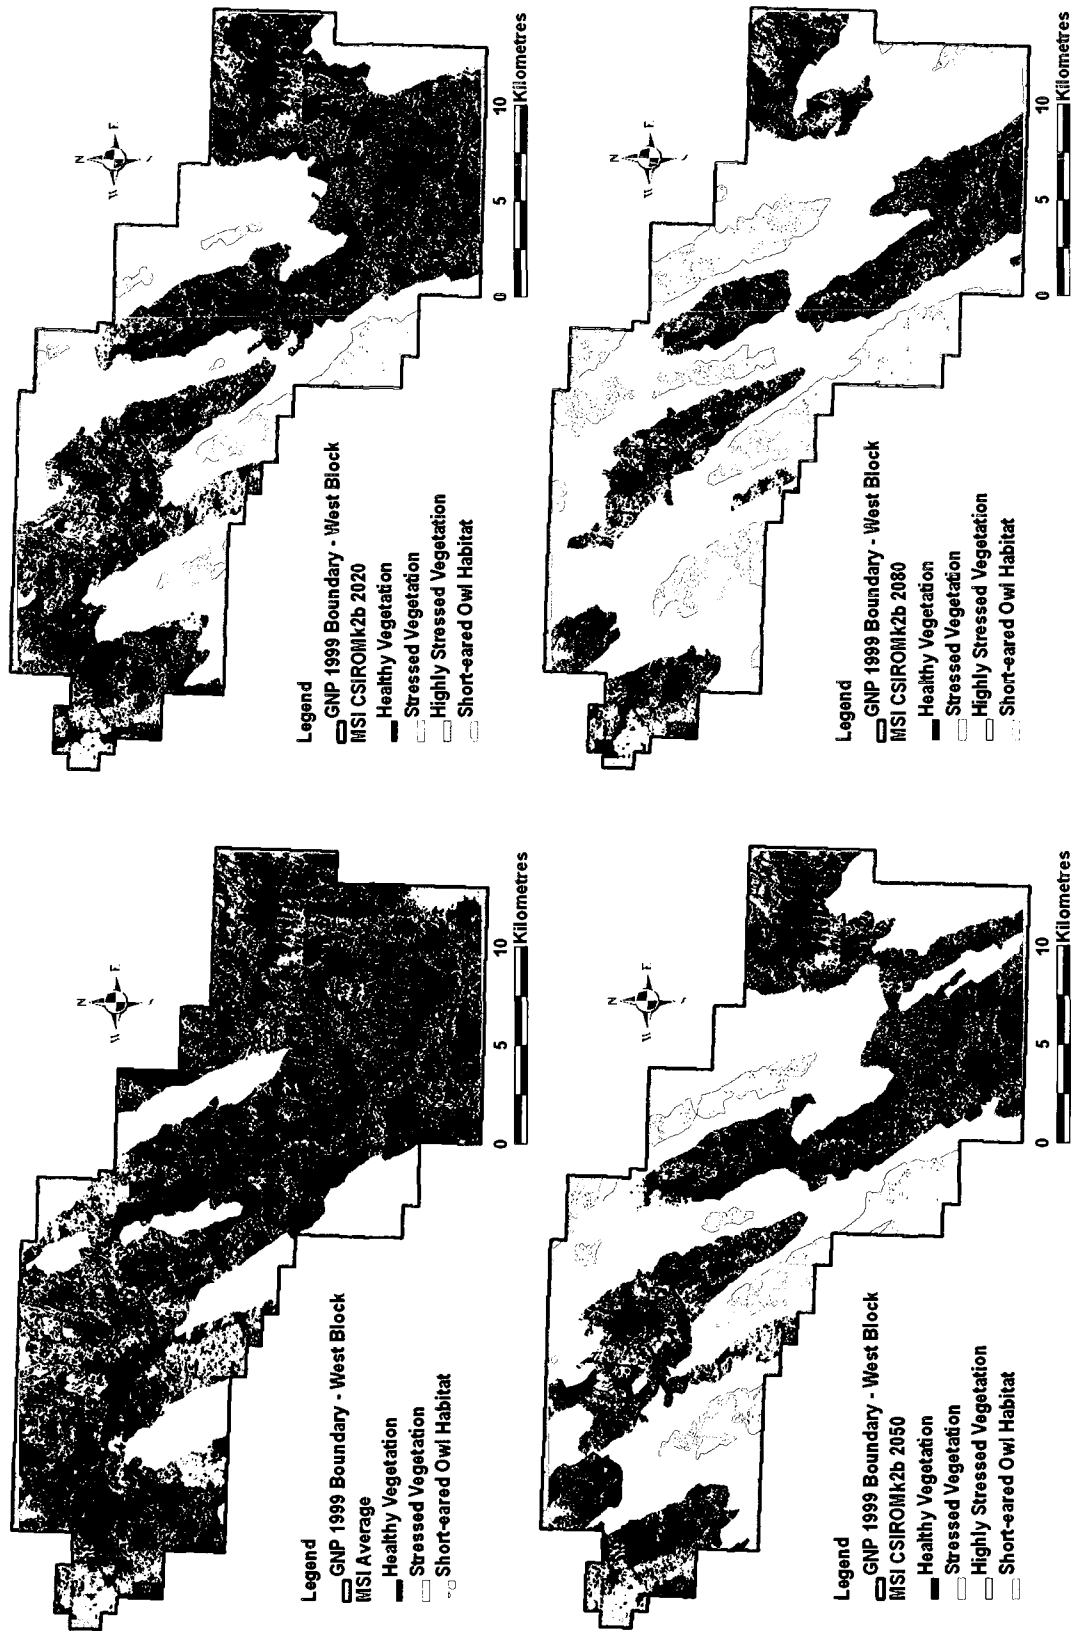 N
E
W
S
Legend
GNP 1999 Boundary - West Block
MSI Average
Healthy Vegetation
Stressed Vegetation
Short-eared Owl Habitat
0 5 10 Kilometres
N
E
W
S
Legend
GNP 1999 Boundary - West Block
MSI CSIROMk2b 2020
Healthy Vegetation
Stressed Vegetation
Highly Stressed Vegetation
Short-eared Owl Habitat
0 5 10 Kilometres
N
E
W
S
Legend
GNP 1999 Boundary - West Block
MSI CSIROMk2b 2050
Healthy Vegetation
Stressed Vegetation
Highly Stressed Vegetation
Short-eared Owl Habitat
0 5 10 Kilometres
N
E
W
S
Legend
GNP 1999 Boundary - West Block
MSI CSIROMk2b 2080
Healthy Vegetation
Stressed Vegetation
Highly Stressed Vegetation
Short-eared Owl Habitat
0 5 10 Kilometres